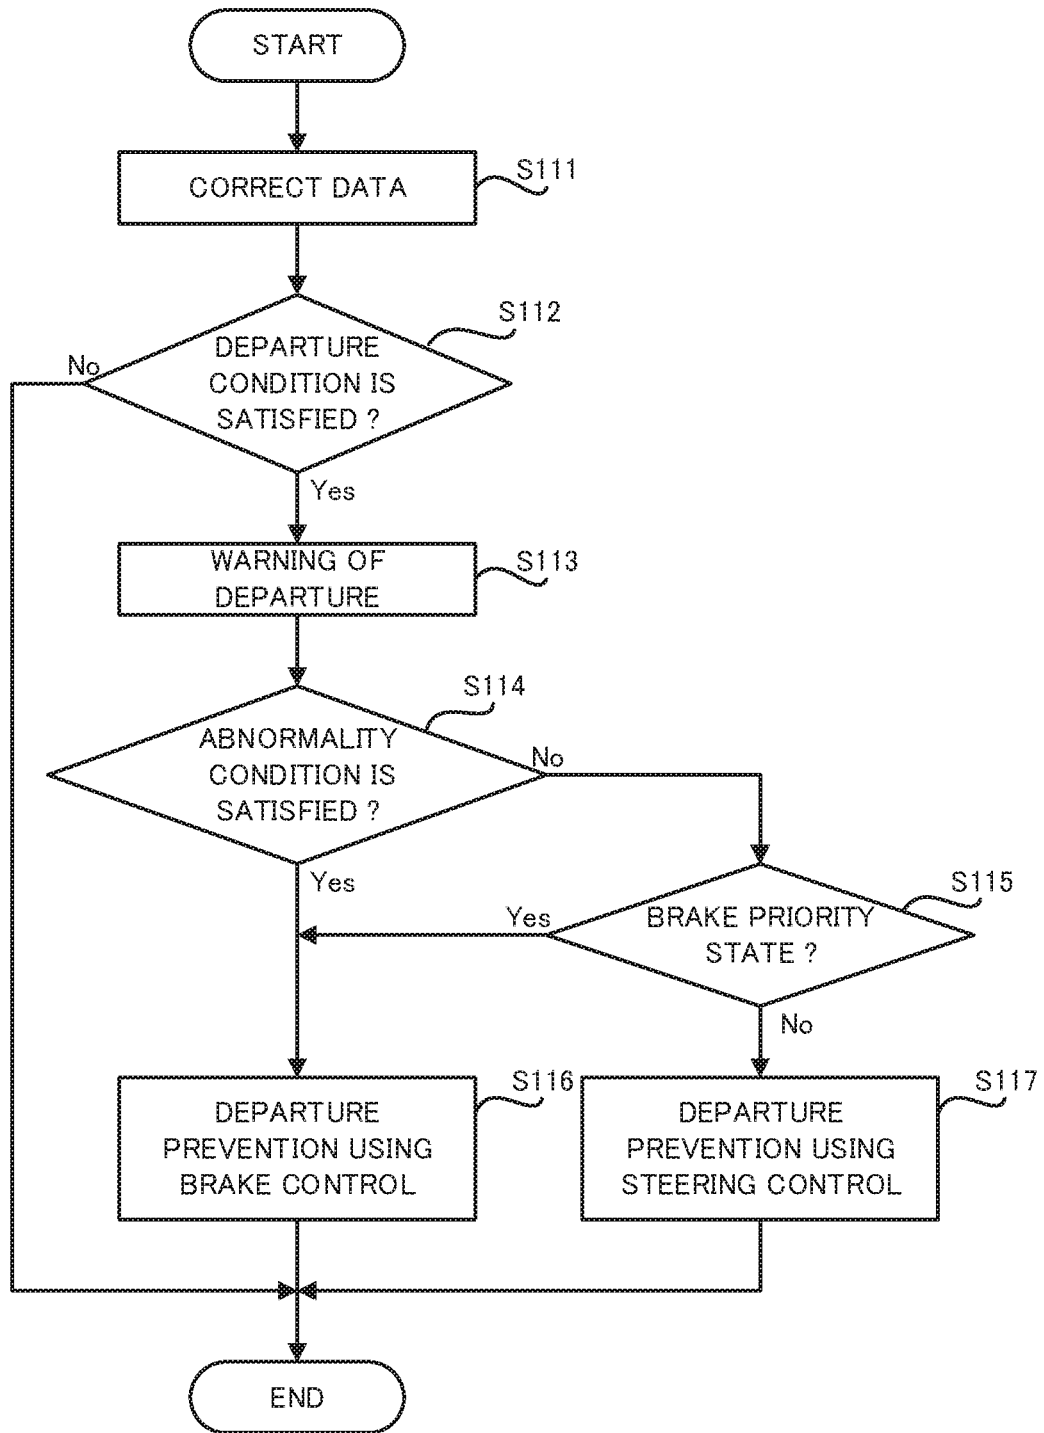 START
S111
CORRECT DATA
S112
DEPARTURE
CONDITION IS
SATISFIED ?
No
Yes
S113
WARNING OF
DEPARTURE
S114
ABNORMALITY
CONDITION IS
SATISFIED ?
No
Yes
S115
BRAKE PRIORITY
STATE ?
Yes
No
S116
DEPARTURE
PREVENTION USING
BRAKE CONTROL
S117
DEPARTURE
PREVENTION USING
STEERING CONTROL
END